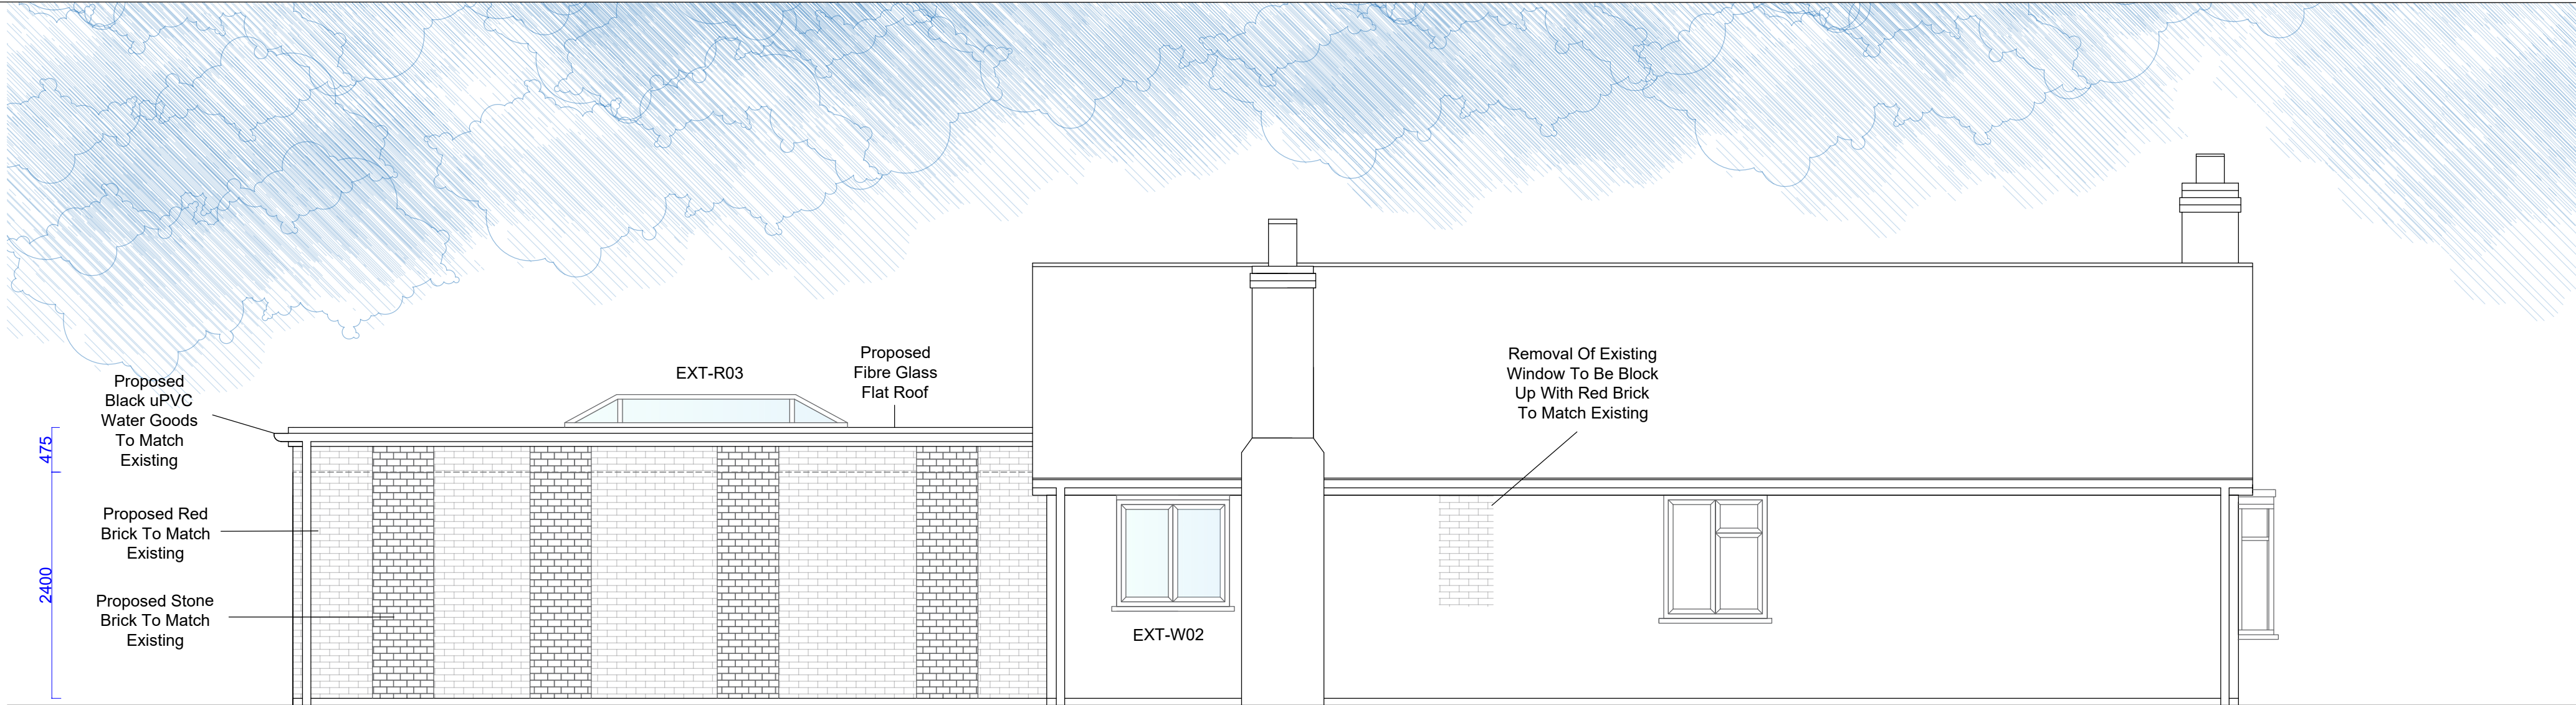 Proposed
Black uPVC
Water Goods
To Match
Existing
EXT-R03
Proposed
Fibre Glass
Flat Roof
Removal Of Existing
Window To Be Block
Up With Red Brick
To Match Existing
475
Proposed Red
Brick To Match
Existing
2400
Proposed Stone
Brick To Match
Existing
EXT-W02